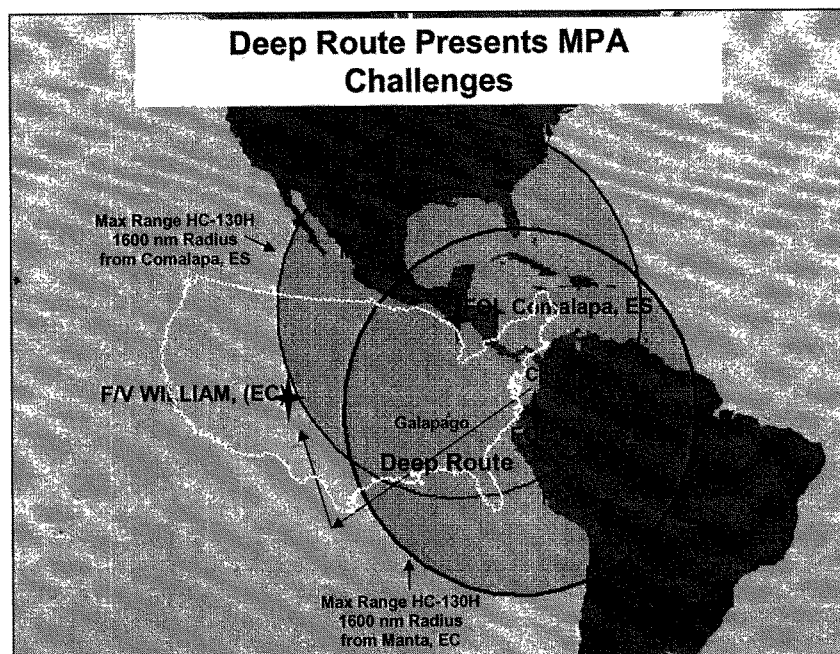 Deep Route Presents MPA
Challenges
Max Range HC-130H
1600 nm Radius
from Comalapa, ES
FOL Comalapa, ES
F/V WILLIAM, (EC)
Galapago
Deep Route
Max Range HC-130H
1600 nm Radius
from Manta, EC